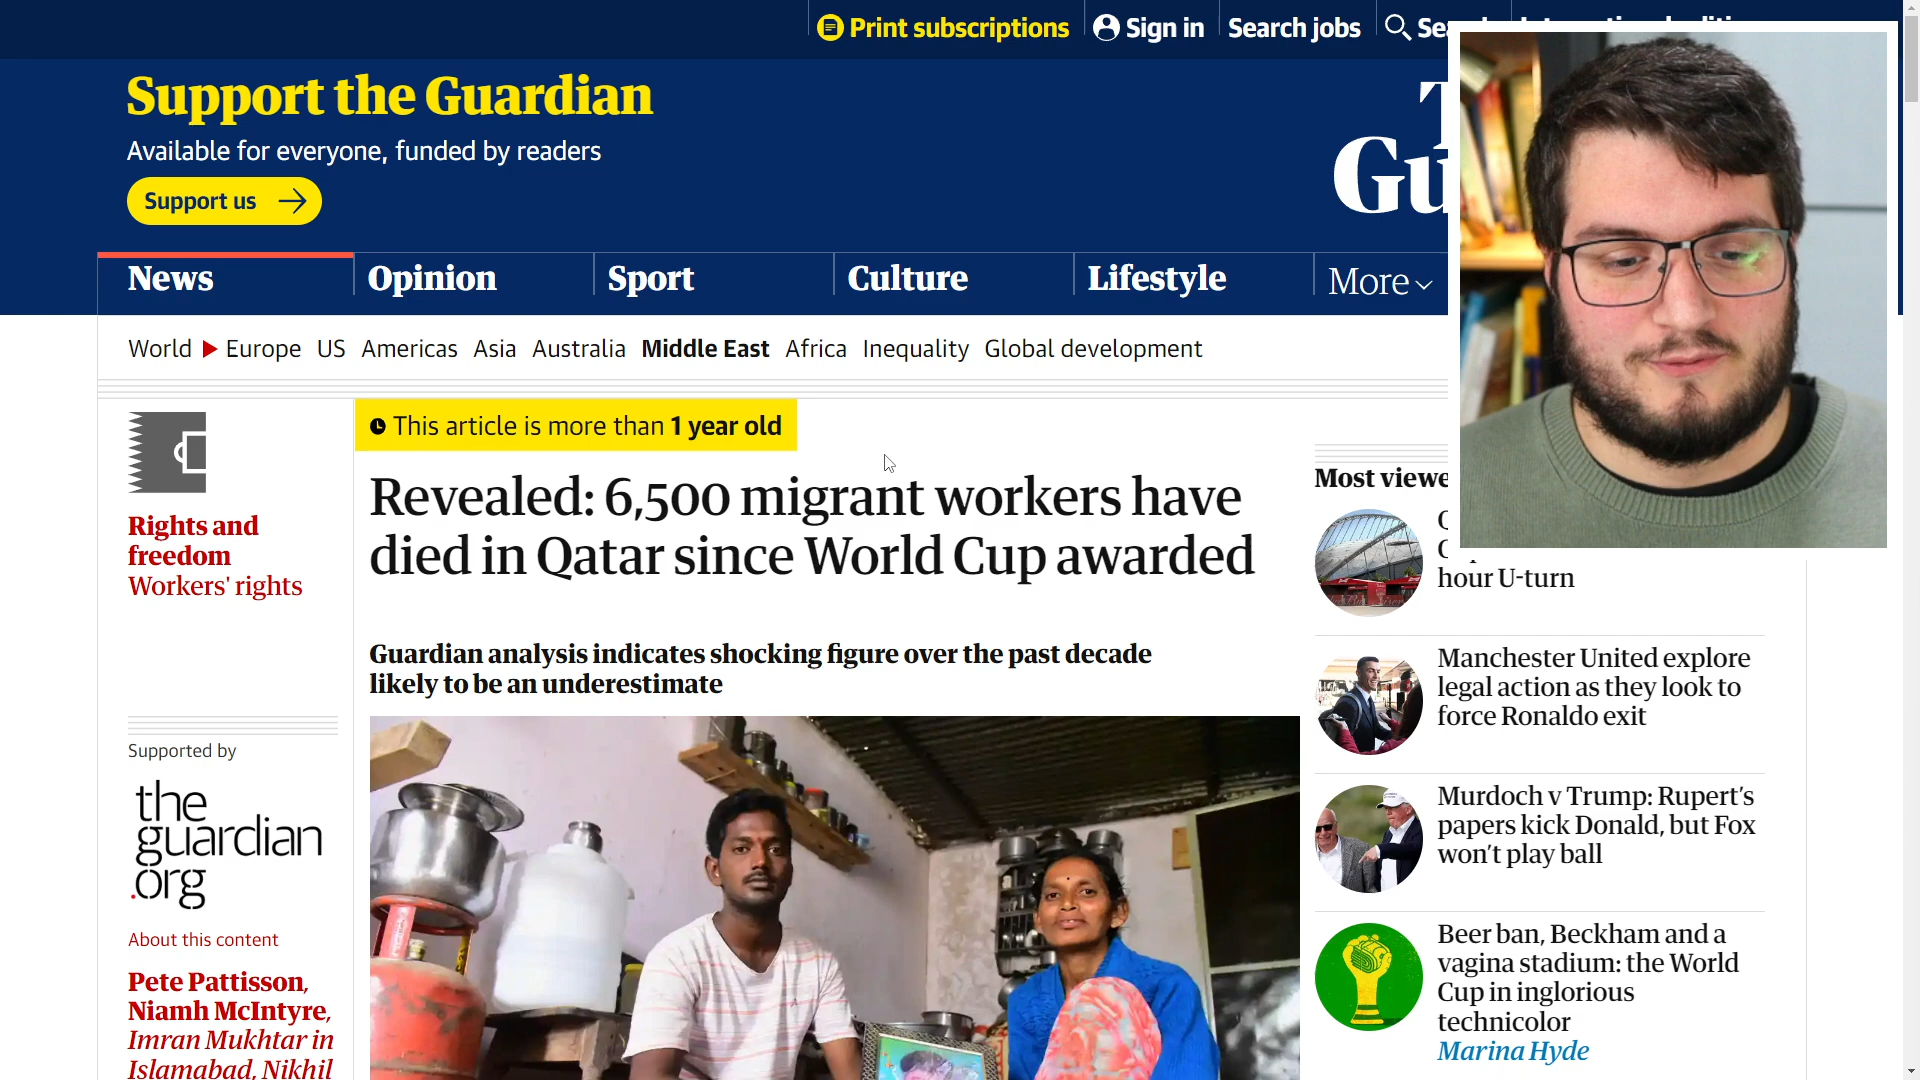 Print subscriptions
Sign in
Search jobs
Support the Guardian
Available for everyone, funded by readers
Support us
Gu
News
Opinion
Sport
Culture
Lifestyle
More
World
Europe
US
Americas
Asia
Australia
Middle East
Africa
Inequality
Global development
Rights and
freedom
Workers' rights
Supported by
the
guardian
.org
About this content
Pete Pattisson,
Niamh McIntyre,
Imran Mukhtar in
Islamabad, Nikhil
This article is more than 1 year old
Revealed: 6,500 migrant workers have
died in Qatar since World Cup awarded
Guardian analysis indicates shocking figure over the past decade
likely to be an underestimate
Most viewe
hour U-turn
Manchester United explore
legal action as they look to
force Ronaldo exit
Murdoch v Trump: Rupert's
papers kick Donald, but Fox
won't play ball
Beer ban, Beckham and a
vagina stadium: the World
Cup in inglorious
technicolor
Marina Hyde